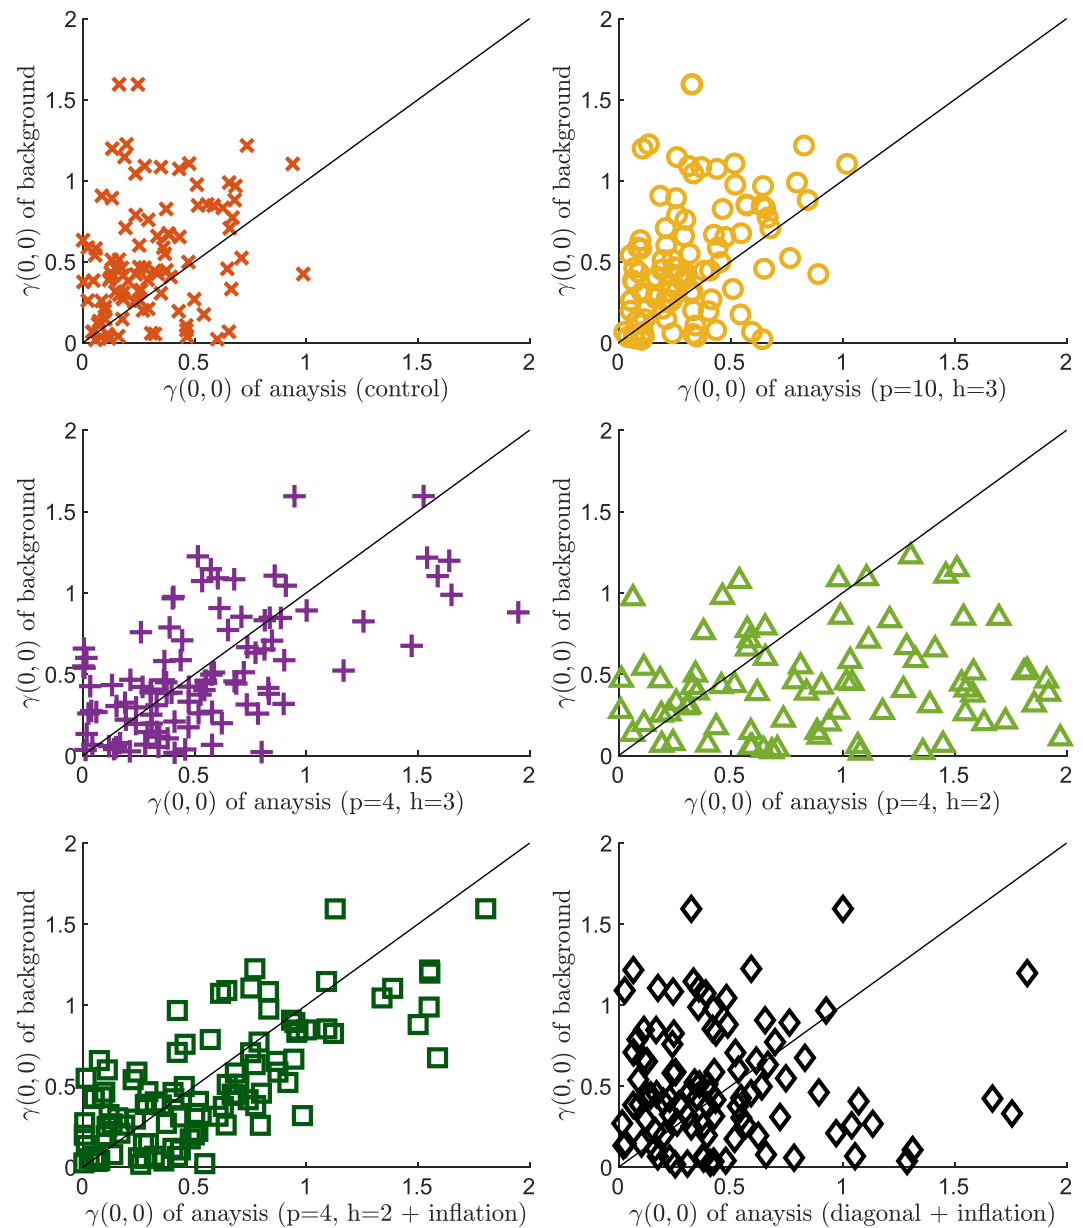 2
2
1.5
1.5
1
1
0.5
0.5
0
0
γ(0, 0) of background
γ(0, 0) of background
0 0.5 1 1.5 2
0 0.5 1 1.5 2
γ(0, 0) of anaysis (control)
γ(0, 0) of anaysis (p=10, h=3)
2
2
1.5
1.5
1
1
0.5
0.5
0
0
γ(0, 0) of background
γ(0, 0) of background
0 0.5 1 1.5 2
0 0.5 1 1.5 2
γ(0, 0) of anaysis (p=4, h=3)
γ(0, 0) of anaysis (p=4, h=2)
2
2
1.5
1.5
1
1
0.5
0.5
0
0
γ(0, 0) of background
γ(0, 0) of background
0 0.5 1 1.5 2
0 0.5 1 1.5 2
γ(0, 0) of anaysis (p=4, h=2 + inflation)
γ(0, 0) of anaysis (diagonal + inflation)